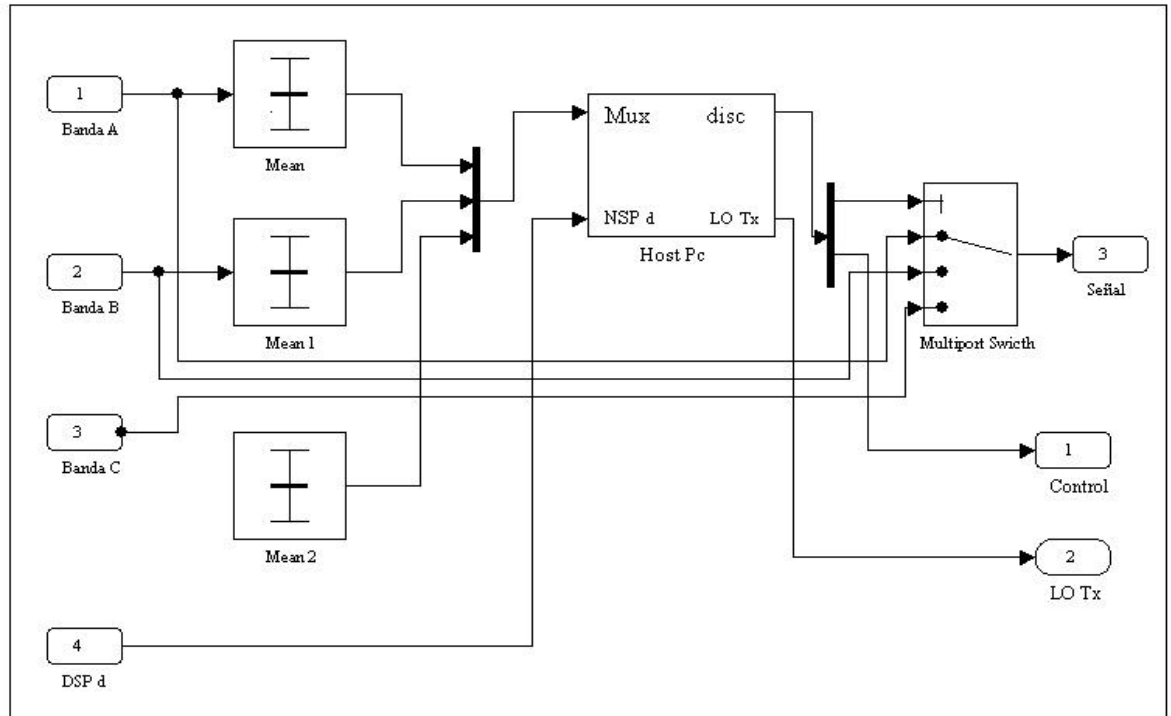 1
Banda A
Mean
2
Banda B
Mean 1
3
Banda C
Mean 2
4
DSP d
Mux disc
NSP d LO Tx
Host Pc
Multiport Swicth
3
Señal
1
Control
2
LO Tx